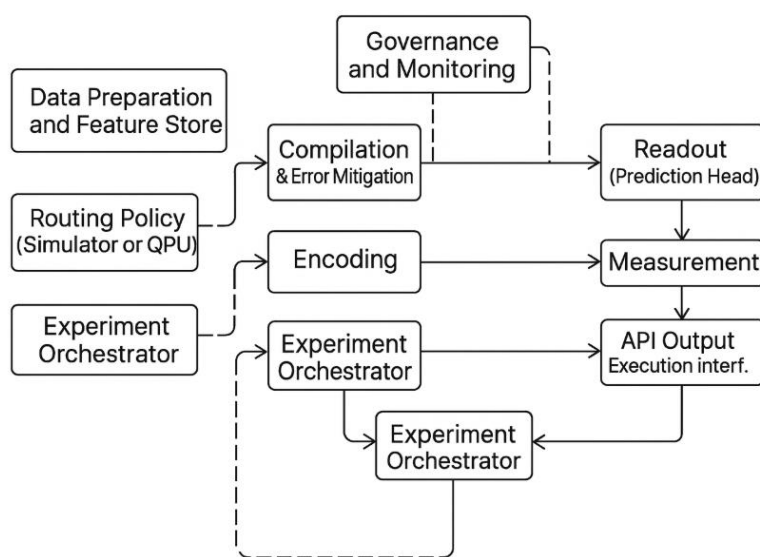 Governance
and Monitoring
Data Preparation
and Feature Store
Compilation
& Error Mitigation
Readout
(Prediction Head)
Routing Policy
(Simulator or QPU)
Encoding
Measurement
Experiment
Orchestrator
Experiment
Orchestrator
API Output
Execution interf.
Experiment
Orchestrator